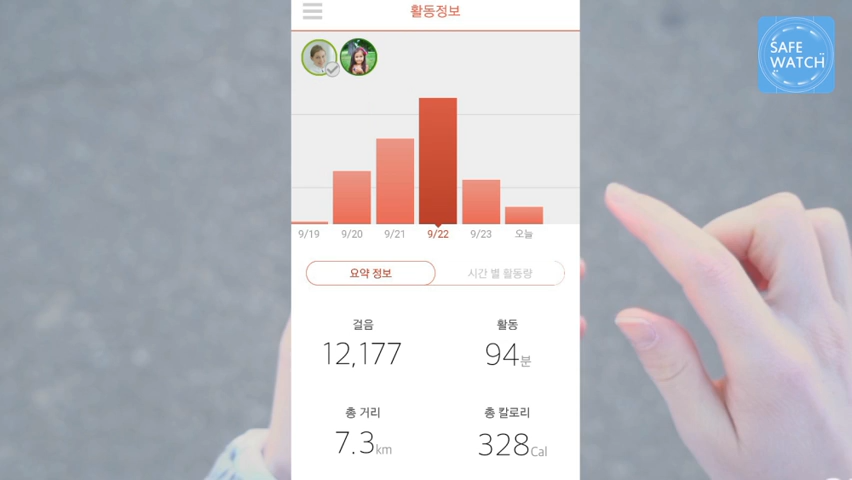 활동정보
SAFE
WATCH
9/19 9/20 9/21 9/22 9/23 오늘
요약 정보 시간 별 활동량
걸음 활동
12,177 94분
총 거리 총 칼로리
7.3km 328Cal